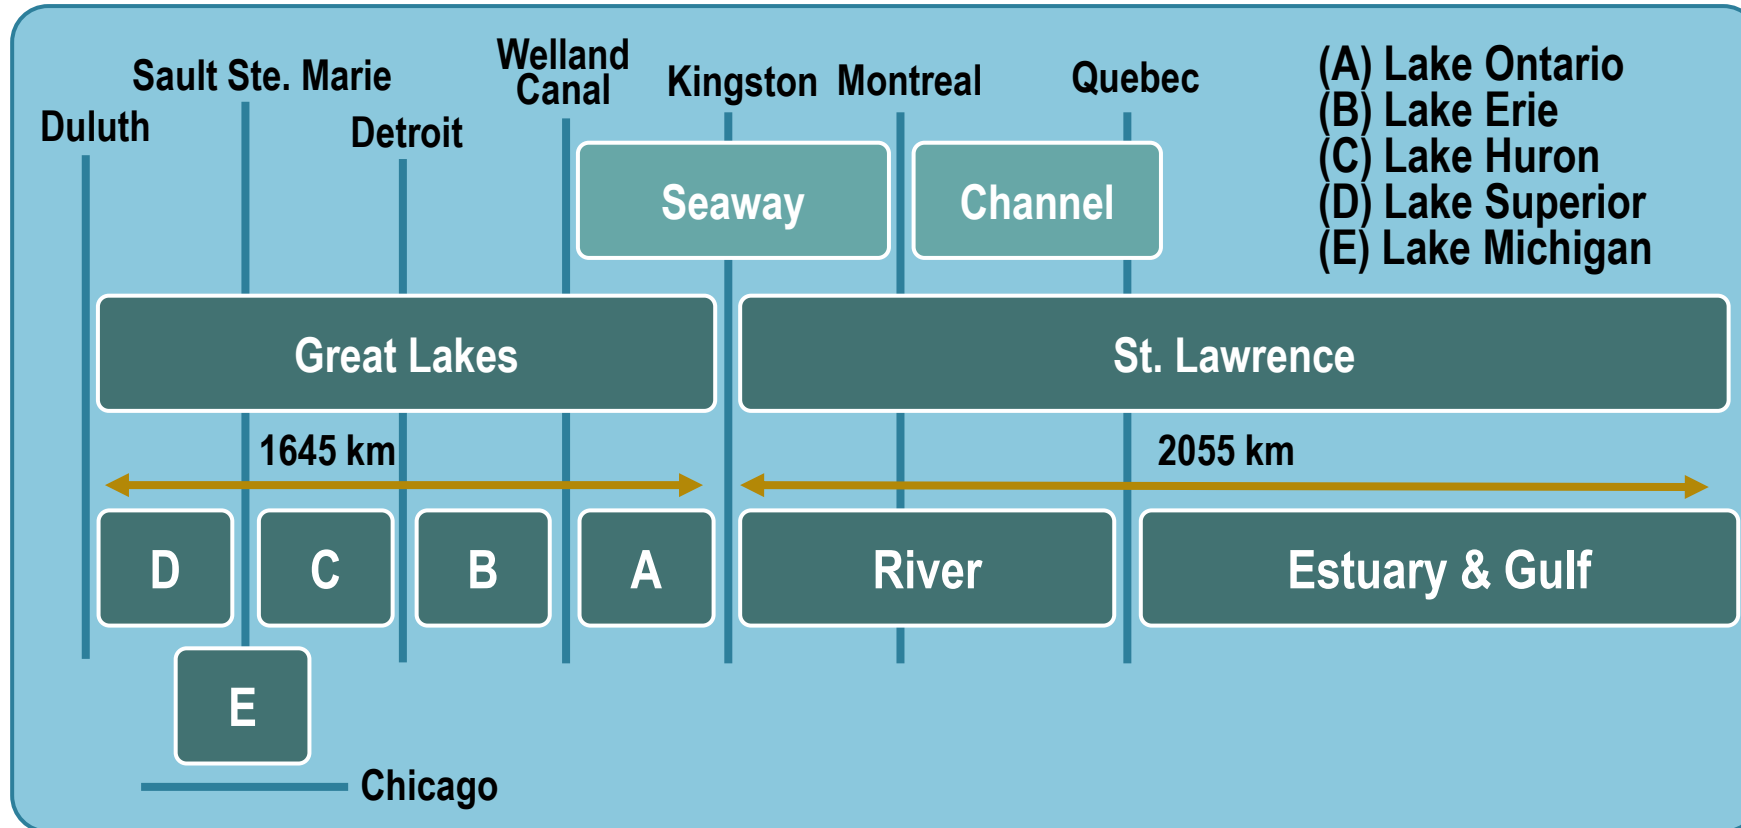 Duluth
Sault Ste. Marie
Detroit
Welland
Canal
Kingston
Montreal
Quebec
(A) Lake Ontario
(B) Lake Erie
(C) Lake Huron
(D) Lake Superior
(E) Lake Michigan
Seaway
Channel
Great Lakes
St. Lawrence
1645 km
2055 km
D
C
B
A
River
Estuary & Gulf
E
Chicago